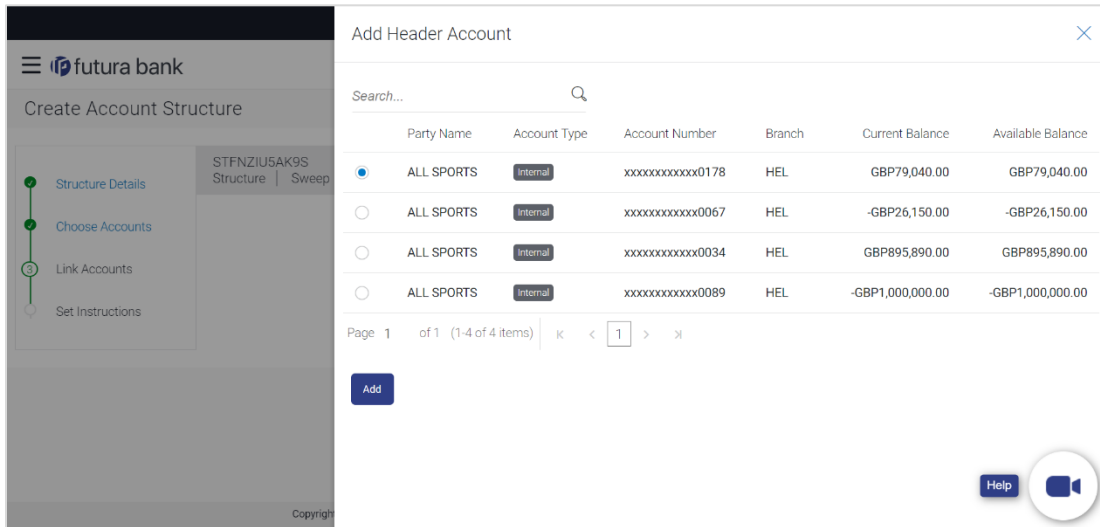 Add Header Account
futura bank
Create Account Structure
Search...
Party Name Account Type Account Number Branch Current Balance Available Balance
ALL SPORTS Internal xxxxxxxxxxxx0178 HEL GBP79,040.00 GBP79,040.00
ALL SPORTS Internal xxxxxxxxxxxx0067 HEL -GBP26,150.00 -GBP26,150.00
ALL SPORTS Internal xxxxxxxxxxxx0034 HEL GBP895,890.00 GBP895,890.00
ALL SPORTS Internal xxxxxxxxxxxx0089 HEL -GBP1,000,000.00 -GBP1,000,000.00
Page 1 of 1 (1-4 of 4 items) 1
Add
STFNZIU5AK9S
Structure | Sweep
Structure Details
Choose Accounts
3 Link Accounts
Set Instructions
Help